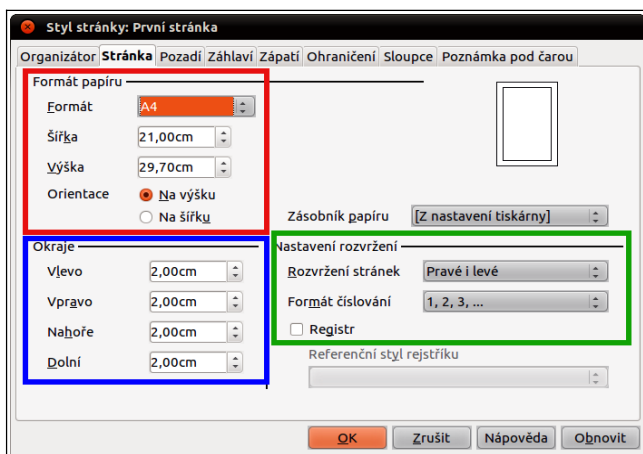 Styl stránky: První stránka
Organizátor Stránka Pozadí Záhlaví Zápatí Ohraničení Sloupce Poznámka pod čarou
Formát papíru
Formát A4
Šířka 21,00cm
Výška 29,70cm
Orientace Na výšku
Na šířku
Zásobník papíru [Z nastavení tiskárny]
Okraje
Vlevo 2,00cm
Vpravo 2,00cm
Nahoře 2,00cm
Dolní 2,00cm
Nastavení rozvržení
Rozvržení stránek Pravé i levé
Formát číslování 1, 2, 3, ...
Registr
Referenční styl rejstříku
OK Zrušit Nápověda Obnovit